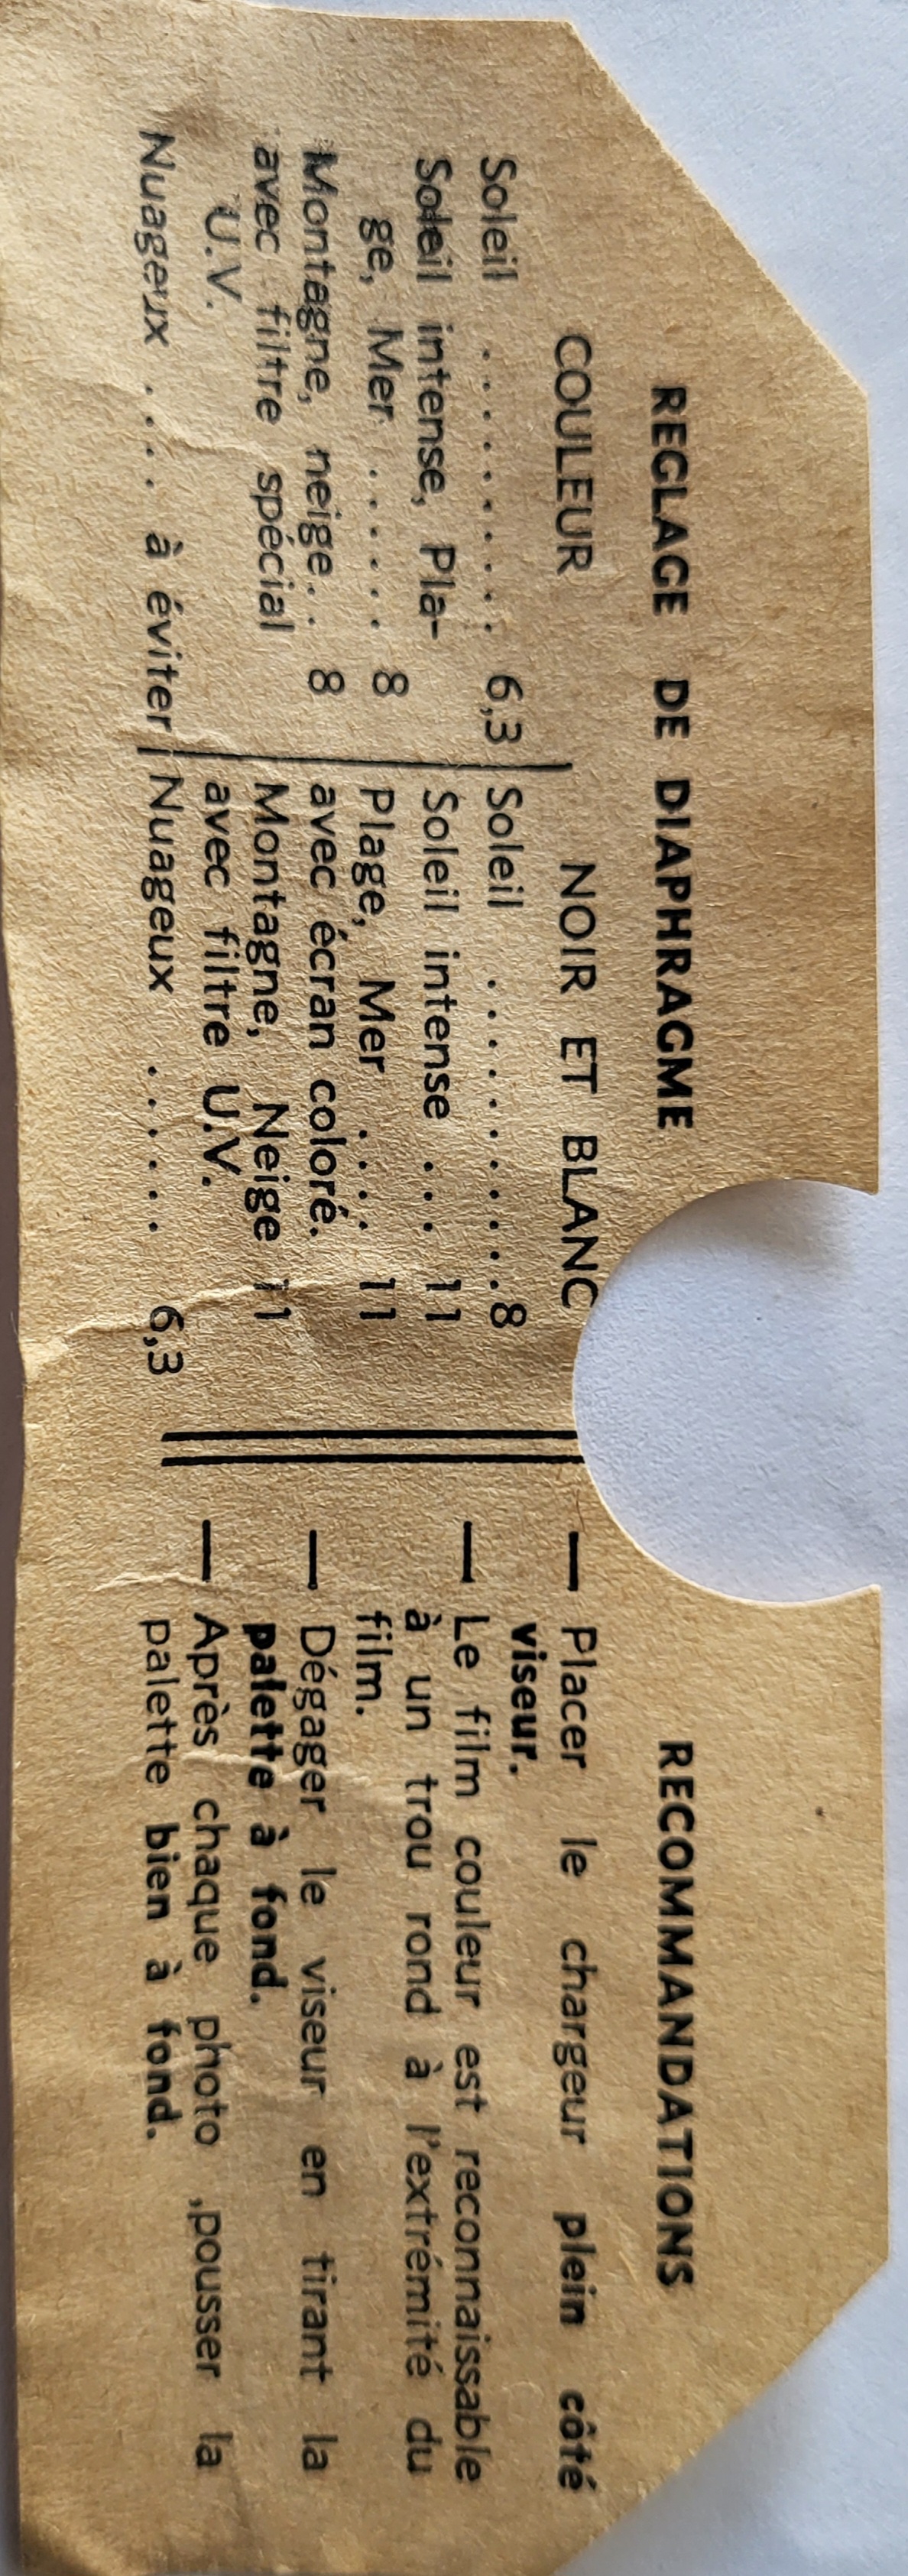 REGLAGE DE DIAPHRAGME
COULEUR
Soleil . . . . . . . . . 6,3
Soleil intense, Pla-
ge, Mer . . . . . . 8
Montagne, neige . . 8
avec filtre spécial
U.V.
Nuageux . . . . à éviter
NOIR ET BLANC
Soleil . . . . . . . . . 8
Soleil intense . . . 11
Plage, Mer . . . . 11
avec écran coloré.
Montagne, Neige 11
avec filtre U.V.
Nuageux . . . . . 6,3
RECOMMANDATIONS
— Placer le chargeur plein côté
viseur.
— Le film couleur est reconnaissable
à un trou rond à l'extrémité du
film.
— Dégager le viseur en tirant la
palette à fond.
— Après chaque photo ,pousser la
palette bien à fond.